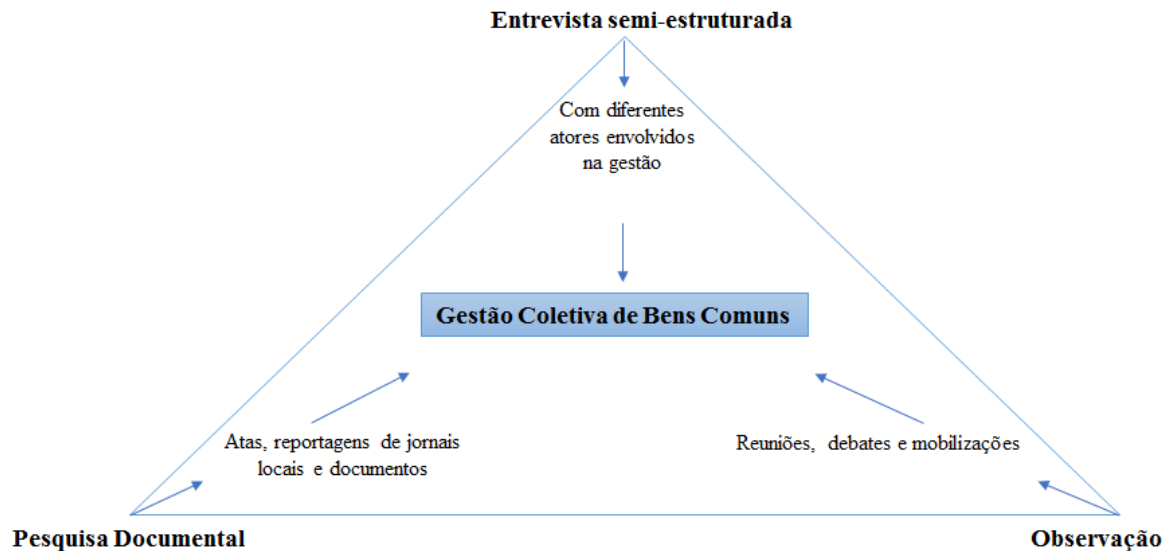 Entrevista semi-estruturada
Com diferentes
atores envolvidos
na gestão
Gestão Coletiva de Bens Comuns
Atas, reportagens de jornais
locais e documentos
Reuniões, debates e mobilizações
Pesquisa Documental
Observação